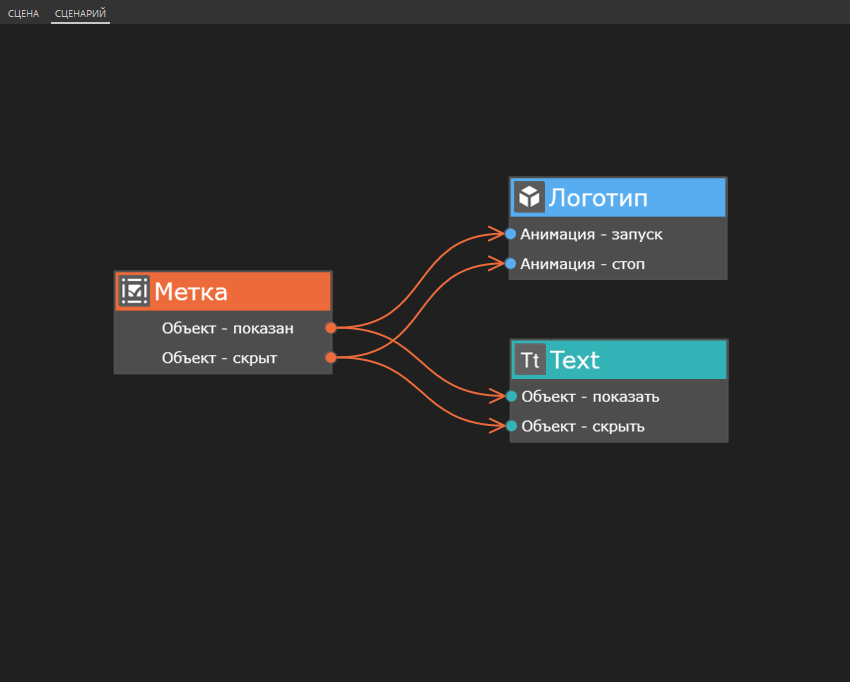 СЦЕНА СЦЕНАРИЙ
Метка
Объект - показан
Объект - скрыт
Логотип
Анимация - запуск
Анимация - стоп
Tt Text
Объект - показать
Объект - скрыть